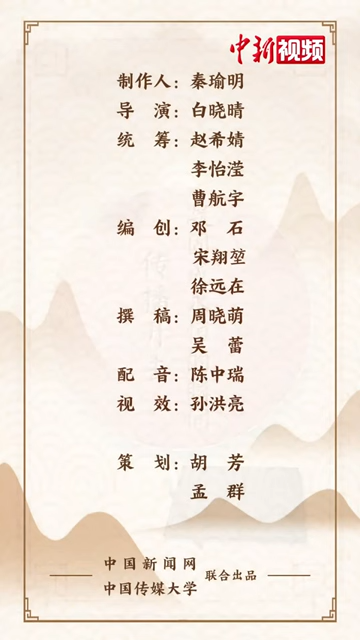 中新视频
制作人：秦瑜明
导　演：白晓晴
统　筹：赵希婧
李怡滢
曹航宇
编　创：邓　石
宋翔堃
徐远在
撰　稿：周晓萌
吴　蕾
配　音：陈中瑞
视　效：孙洪亮
策　划：胡　芳
孟　群
中国新闻网
中国传媒大学
联合出品